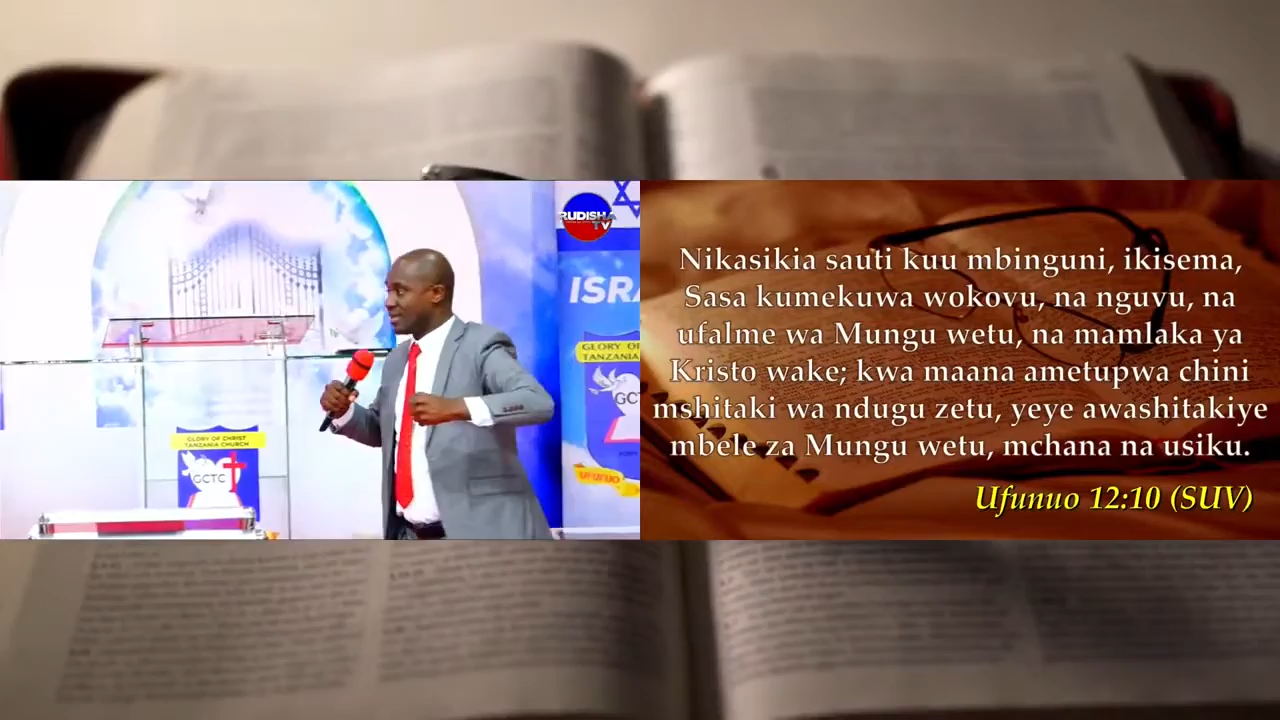 RUDISHA
TV
ISRA
GLORY OF
TANZANIA
GC
UFUNUO
GLORY OF CHRIST
TANZANIA CHURCH
GCTC
Nikasikia sauti kuu mbinguni, ikisema,
Sasa kumekuwa wokovu, na nguvu, na
ufalme wa Mungu wetu, na mamlaka ya
Kristo wake; kwa maana ametupwa chini
mshitaki wa ndugu zetu, yeye awashitakiye
mbele za Mungu wetu, mchana na usiku.
Ufunuo 12:10 (SUV)